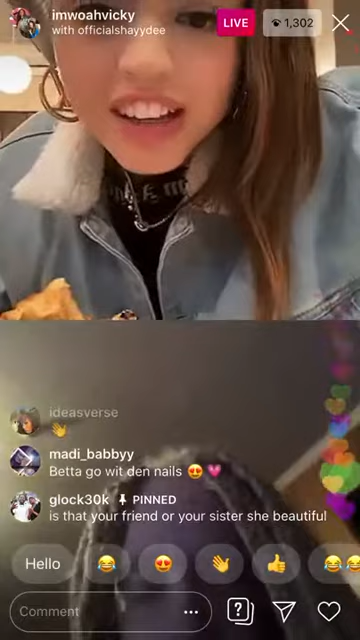 imwoahvicky
with officialshayydee
LIVE
1,302
ideasverse
👋
madi_babbyy
Betta go wit den nails 😍 💗
glock30k PINNED
is that your friend or your sister she beautiful
Hello 😂 😍 👋 👍 😂
Comment